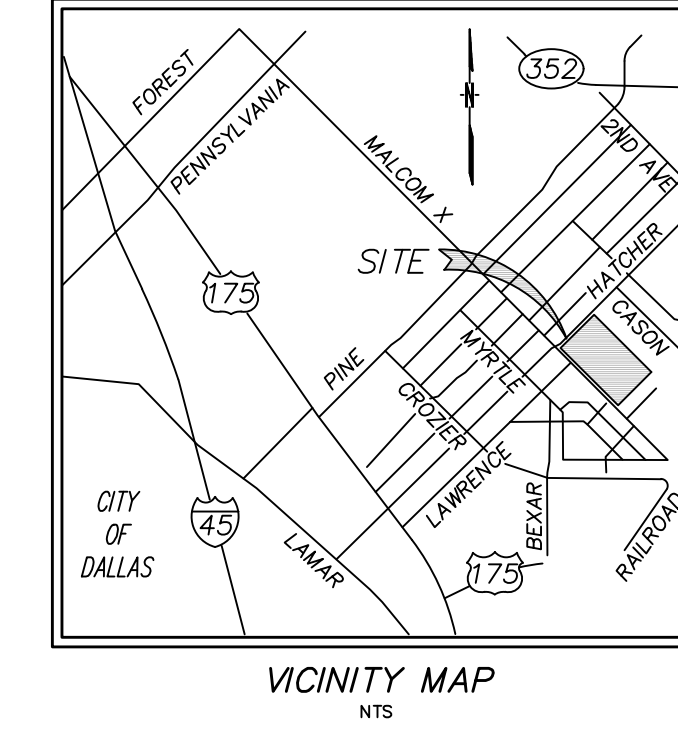 FOREST
PENNSYLVANIA
MALCOM X
N
352
2ND AVE
SITE
HATCHER
CASON
175
PINE
MYRTLE
CROZIER
LAWRENCE
BEXAR
RAILROAD
CITY
OF
DALLAS
45
LAMAR
175
VICINITY MAP
NTS